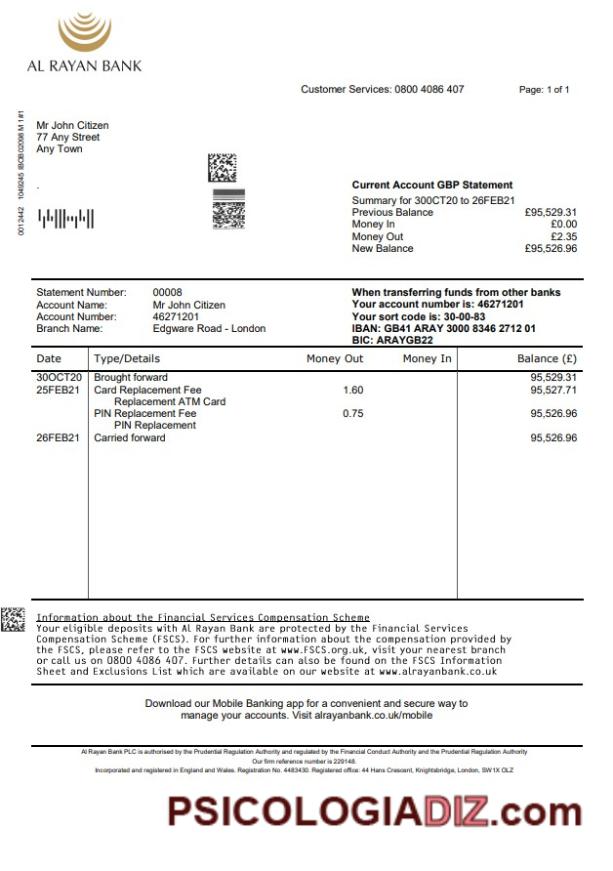 AL RAYAN BANK
Customer Services: 0800 4086 407 Page: 1 of 1
0012442 1049245 IBOB02098 M 1#1
Mr John Citizen
77 Any Street
Any Town
.
Current Account GBP Statement
Summary for 300CT20 to 26FEB21
Previous Balance £95,529.31
Money In £0.00
Money Out £2.35
New Balance £95,526.96
Statement Number: 00008
Account Name: Mr John Citizen
Account Number: 46271201
Branch Name: Edgware Road - London
When transferring funds from other banks
Your account number is: 46271201
Your sort code is: 30-00-83
IBAN: GB41 ARAY 3000 8346 2712 01
BIC: ARAYGB22
Date Type/Details Money Out Money In Balance (£)
30OCT20 Brought forward 95,529.31
25FEB21 Card Replacement Fee 1.60 95,527.71
Replacement ATM Card
PIN Replacement Fee 0.75 95,526.96
PIN Replacement
26FEB21 Carried forward 95,526.96
Information about the Financial Services Compensation Scheme
Your eligible deposits with Al Rayan Bank are protected by the Financial Services
Compensation Scheme (FSCS). For further information about the compensation provided by
the FSCS, please refer to the FSCS website at www.FSCS.org.uk, visit your nearest branch
or call us on 0800 4086 407. Further details can also be found on the FSCS Information
Sheet and Exclusions List which are available on our website at www.alrayanbank.co.uk
Download our Mobile Banking app for a convenient and secure way to
manage your accounts. Visit alrayanbank.co.uk/mobile
Al Rayan Bank PLC is authorised by the Prudential Regulation Authority and regulated by the Financial Conduct Authority and the Prudential Regulation Authority
Our firm reference number is 229148.
Incorporated and registered in England and Wales. Registration No. 4483430. Registered office: 44 Hans Crescent, Knightsbridge, London, SW1X 0LZ
PSICOLOGIADIZ.com